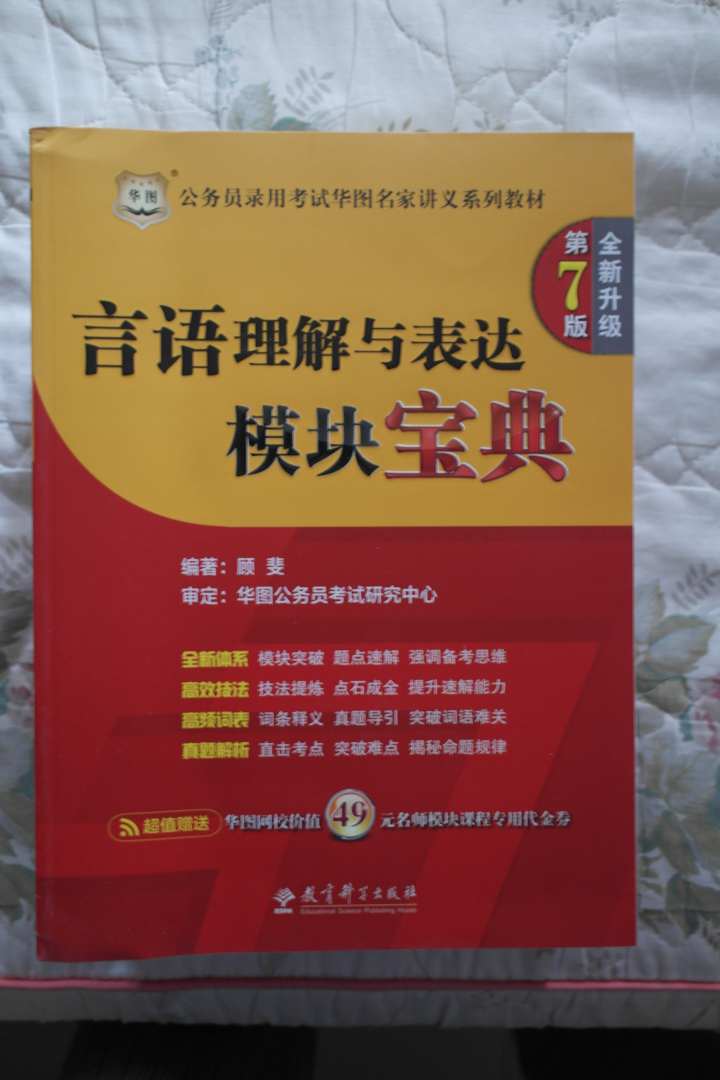 华图
®
公务员录用考试华图名家讲义系列教材
第7版
全新升级
言语理解与表达
模块宝典
编著：顾 斐
审定：华图公务员考试研究中心
全新体系 模块突破 题点速解 强调备考思维
高效技法 技法提炼 点石成金 提升速解能力
高频词表 词条释义 真题导引 突破词语难关
真题解析 直击考点 突破难点 揭秘命题规律
超值赠送 华图网校价值49元名师模块课程专用代金券
教育科学出版社
Educational Science Publishing House